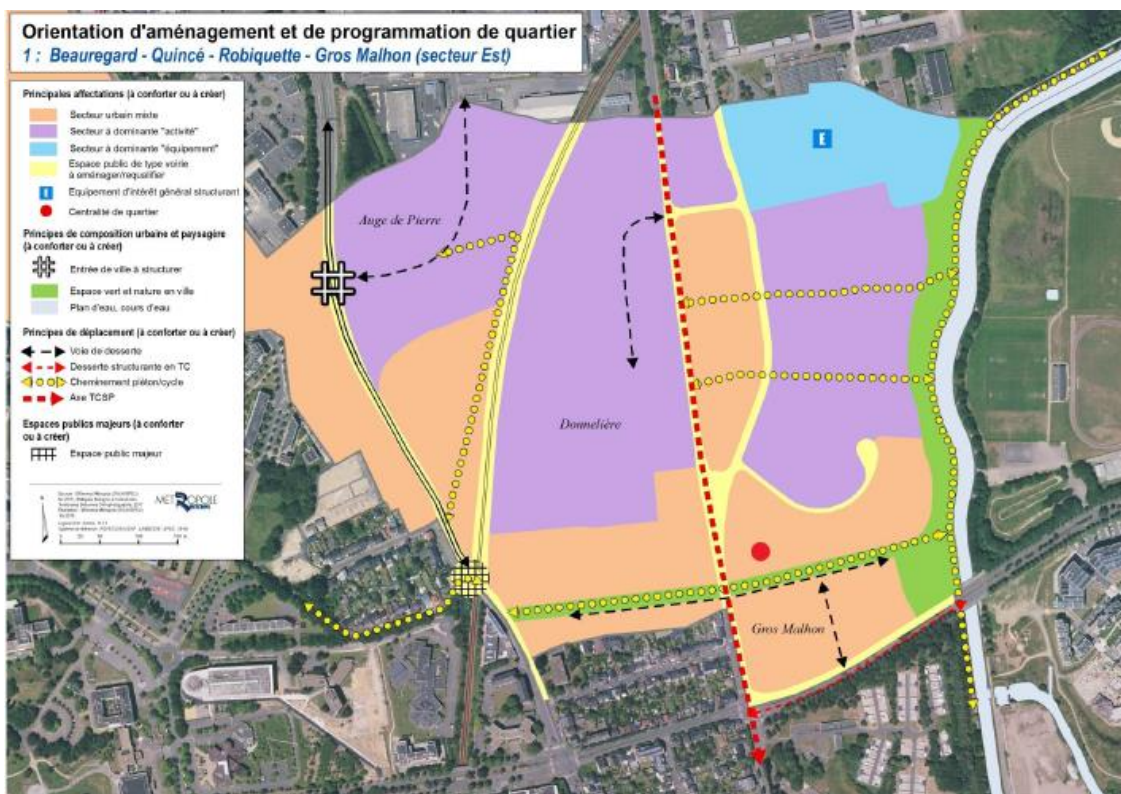 Orientation d'aménagement et de programmation de quartier
1 : Beauregard - Quincé - Robiquette - Gros Malhon (secteur Est)
Principales affectations (à conforter ou à créer)
Secteur urbain mixte
Secteur à dominante "activité"
Secteur à dominante "équipement"
Espace public de type voirie
à aménager/requalifier
E
Equipement d'intérêt général structurant
Centralité de quartier
Principes de composition urbaine et paysagère
(à conforter ou à créer)
Entrée de ville à structurer
Espace vert et nature en ville
Plan d'eau, cours d'eau
Principes de déplacement (à conforter ou à créer)
Voie de desserte
Desserte structurante en TC
Cheminement piéton/cycle
Axe TCSP
Espaces publics majeurs (à conforter
ou à créer)
Espace public majeur
METROPOLE
E
Auge de Pierre
Donnelière
Gros Malhon